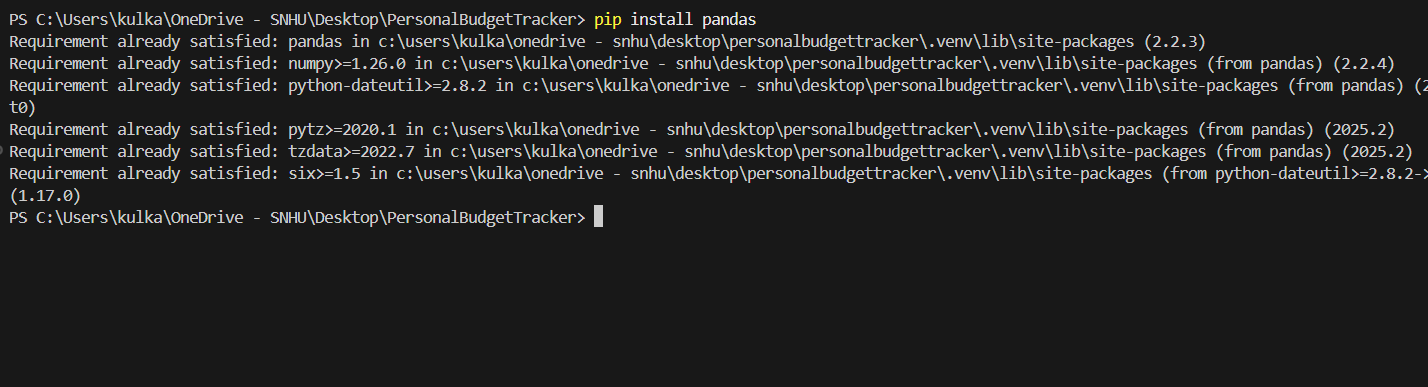 PS C:\Users\kulka\OneDrive - SNHU\Desktop\PersonalBudgetTracker> pip install pandas
Requirement already satisfied: pandas in c:\users\kulka\onedrive - snhu\desktop\personalbudgettracker\.venv\lib\site-packages (2.2.3)
Requirement already satisfied: numpy>=1.26.0 in c:\users\kulka\onedrive - snhu\desktop\personalbudgettracker\.venv\lib\site-packages (from pandas) (2.2.4)
Requirement already satisfied: python-dateutil>=2.8.2 in c:\users\kulka\onedrive - snhu\desktop\personalbudgettracker\.venv\lib\site-packages (from pandas) (2
t0)
Requirement already satisfied: pytz>=2020.1 in c:\users\kulka\onedrive - snhu\desktop\personalbudgettracker\.venv\lib\site-packages (from pandas) (2025.2)
Requirement already satisfied: tzdata>=2022.7 in c:\users\kulka\onedrive - snhu\desktop\personalbudgettracker\.venv\lib\site-packages (from pandas) (2025.2)
Requirement already satisfied: six>=1.5 in c:\users\kulka\onedrive - snhu\desktop\personalbudgettracker\.venv\lib\site-packages (from python-dateutil>=2.8.2->
(1.17.0)
PS C:\Users\kulka\OneDrive - SNHU\Desktop\PersonalBudgetTracker>